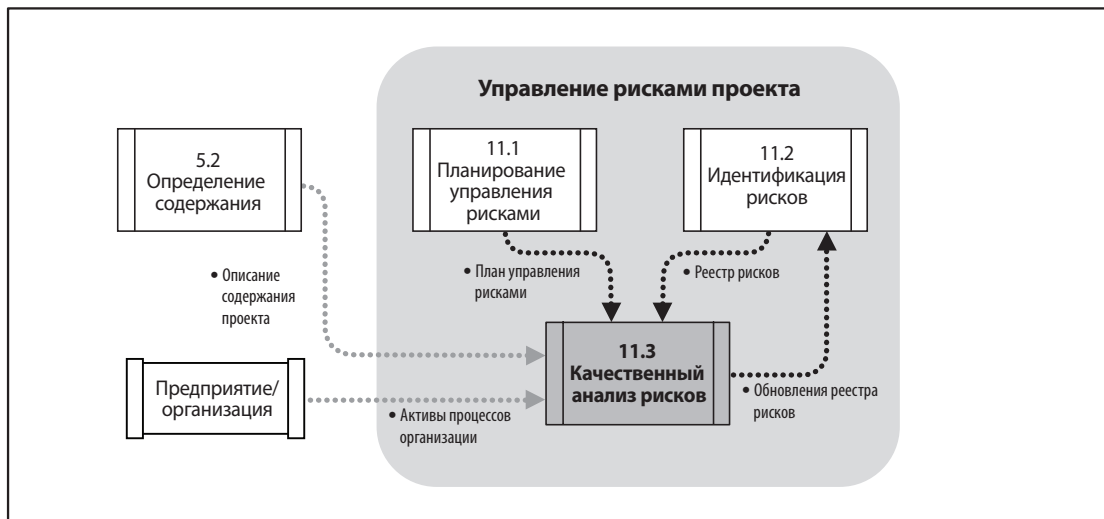 Управление рисками проекта
5.2
Определение
содержания
11.1
Планирование
управления
рисками
11.2
Идентификация
рисков
• Описание
содержания
проекта
• План управления
рисками
• Реестр рисков
11.3
Качественный
анализ рисков
Предприятие/
организация
• Активы процессов
организации
• Обновления реестра
рисков